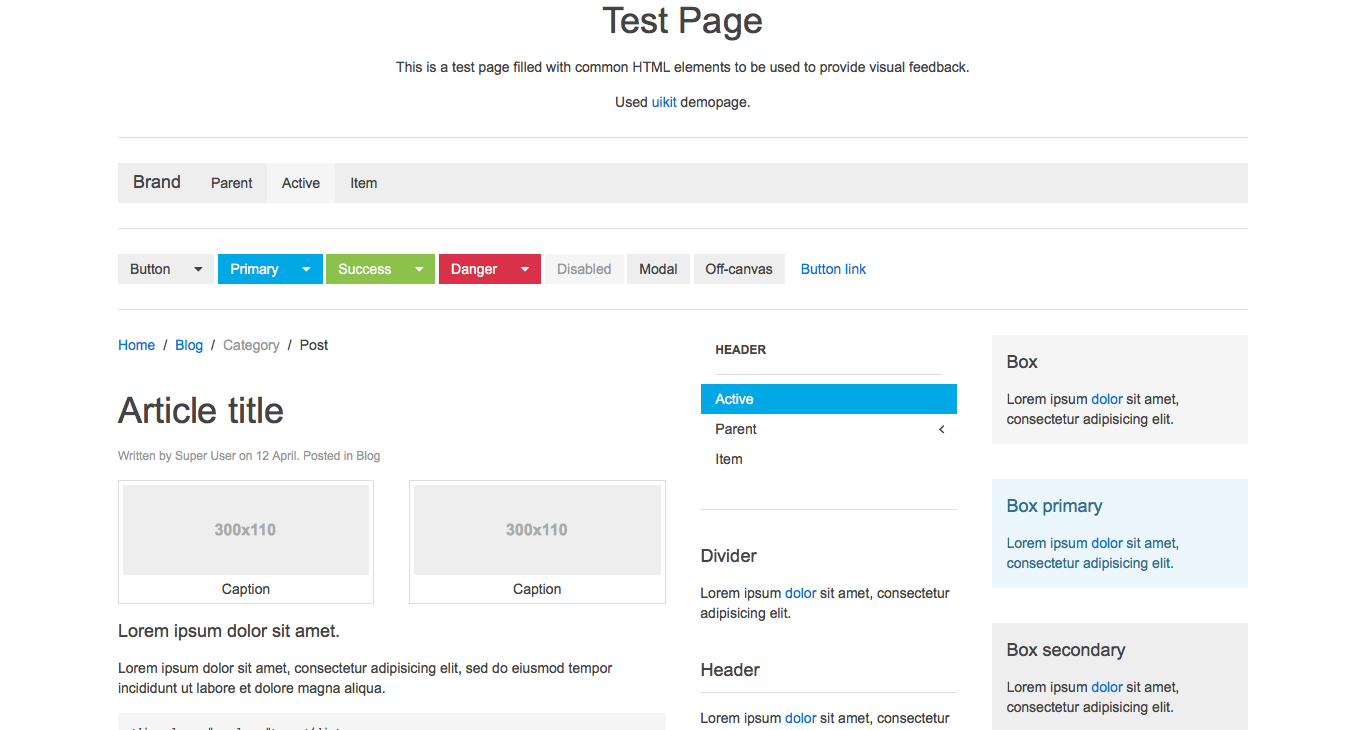 Test Page
This is a test page filled with common HTML elements to be used to provide visual feedback.
Used uikit demopage.
Brand Parent Active Item
Button Primary Success Danger Disabled Modal Off-canvas Button link
Home / Blog / Category / Post
Article title
Written by Super User on 12 April. Posted in Blog
300x110 300x110
Caption Caption
Lorem ipsum dolor sit amet.
Lorem ipsum dolor sit amet, consectetur adipisicing elit, sed do eiusmod tempor
incididunt ut labore et dolore magna aliqua.
HEADER
Active
Parent
Item
Divider
Lorem ipsum dolor sit amet, consectetur
adipisicing elit.
Header
Lorem ipsum dolor sit amet, consectetur
Box
Lorem ipsum dolor sit amet,
consectetur adipisicing elit.
Box primary
Lorem ipsum dolor sit amet,
consectetur adipisicing elit.
Box secondary
Lorem ipsum dolor sit amet,
consectetur adipisicing elit.